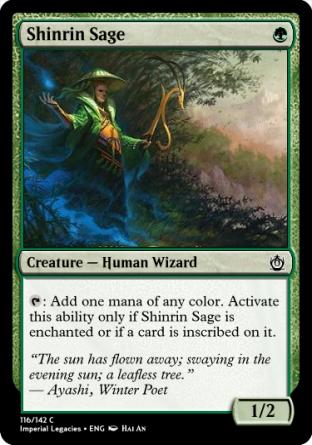 Shinrin Sage
Creature — Human Wizard
: Add one mana of any color. Activate
this ability only if Shinrin Sage is
enchanted or if a card is inscribed on it.
“The sun has flown away; swaying in the
evening sun; a leafless tree.”
— Ayashi, Winter Poet
1/2
116/142 C
Imperial Legacies • ENG Hai An